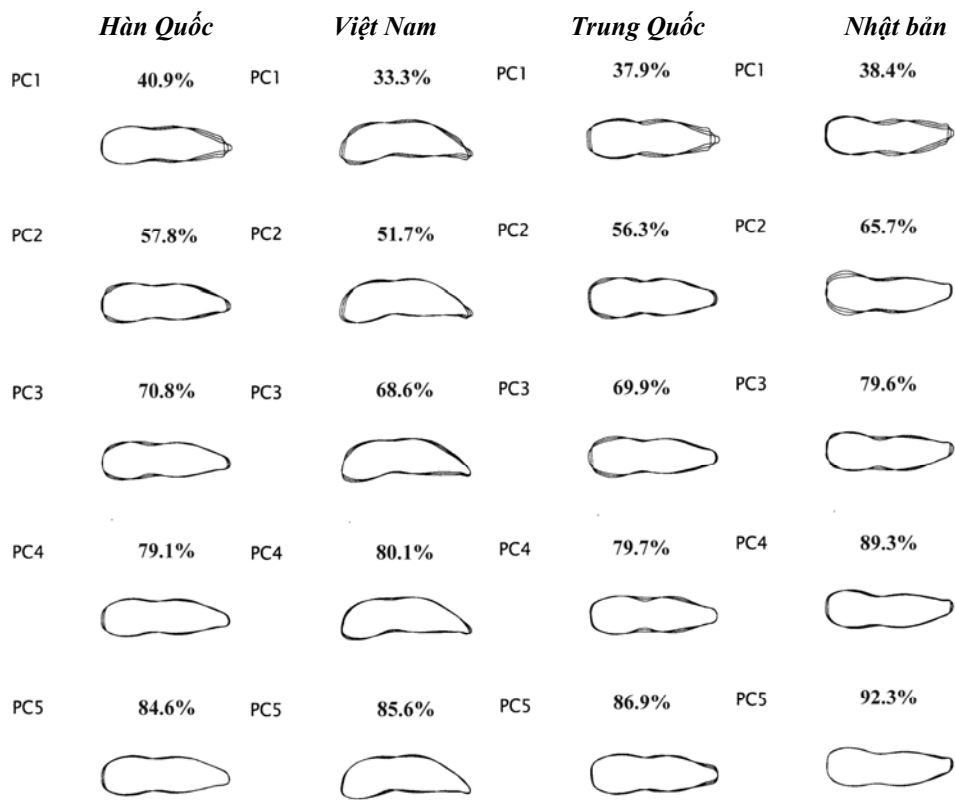 Hàn Quốc Việt Nam Trung Quốc Nhật bản
PC1 40.9% PC1 33.3% PC1 37.9% PC1 38.4%
PC2 57.8% PC2 51.7% PC2 56.3% PC2 65.7%
PC3 70.8% PC3 68.6% PC3 69.9% PC3 79.6%
PC4 79.1% PC4 80.1% PC4 79.7% PC4 89.3%
PC5 84.6% PC5 85.6% PC5 86.9% PC5 92.3%